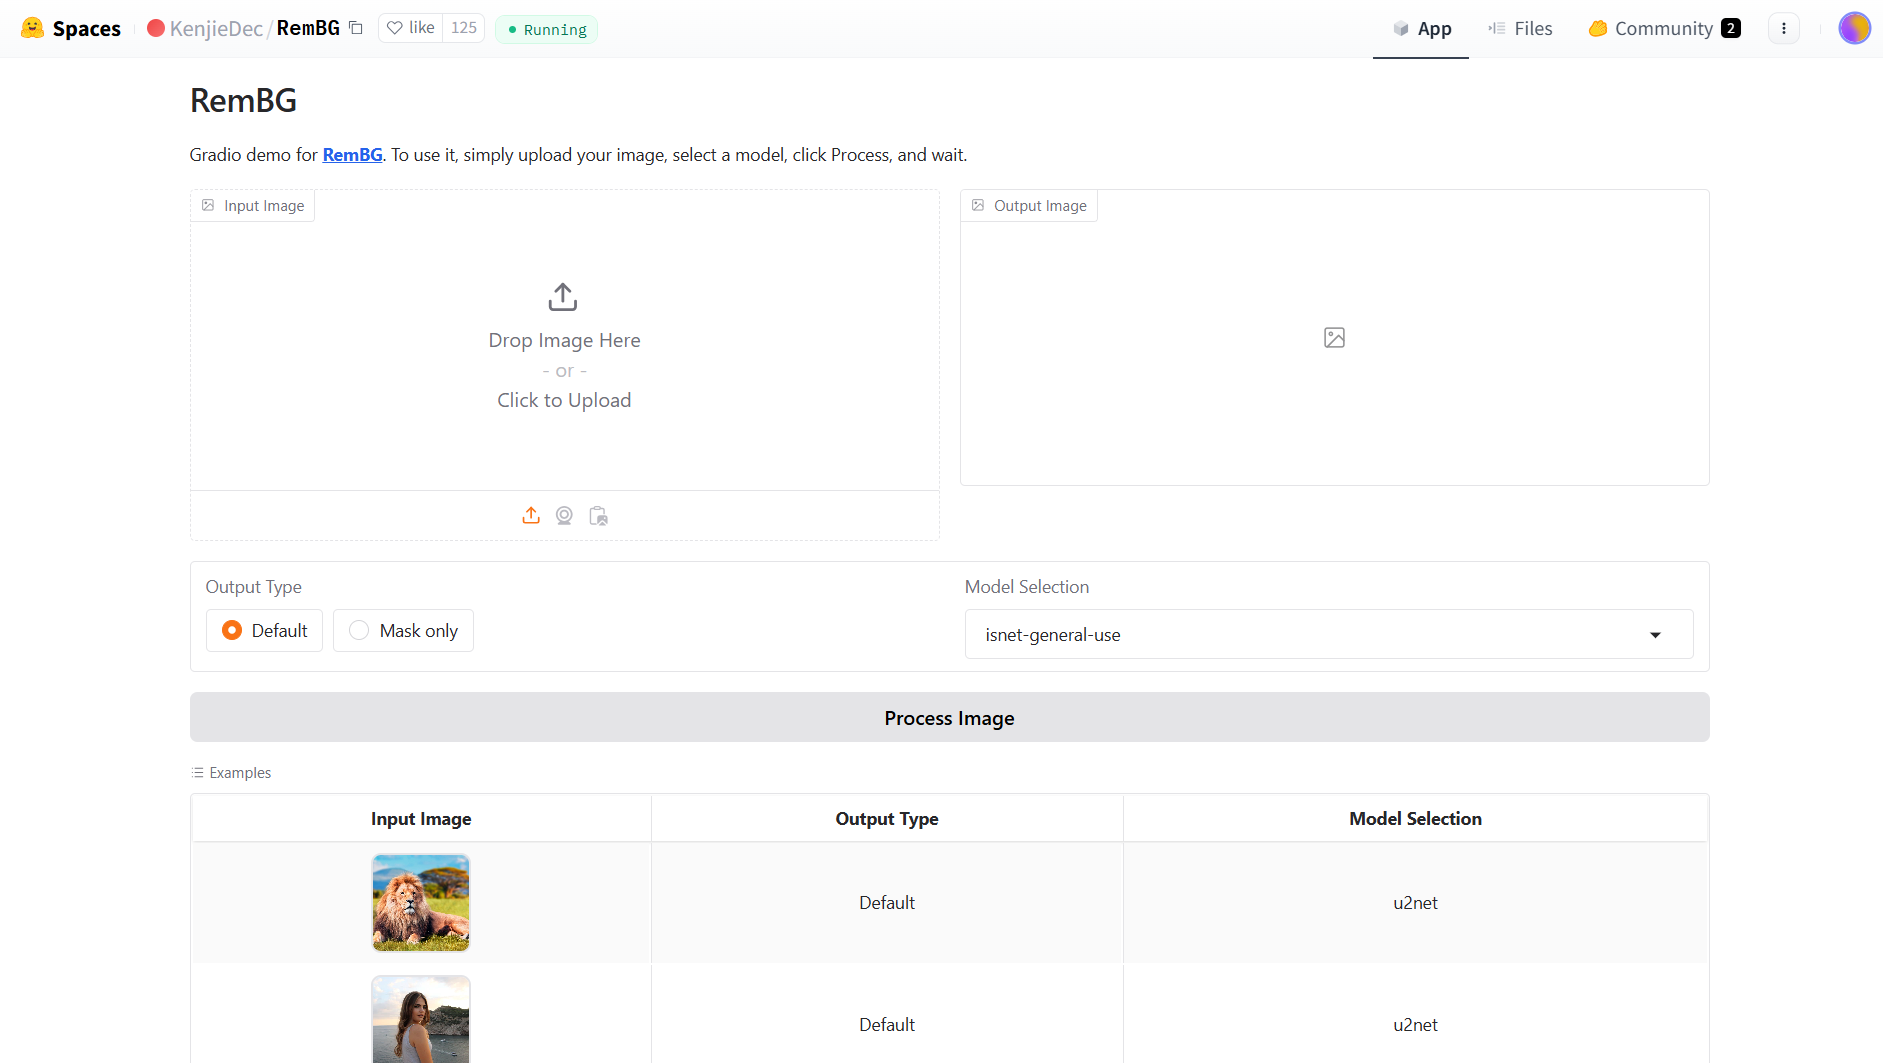 Spaces
KenjieDec/RemBG
like 125
Running
App
Files
Community 2
RemBG
Gradio demo for RemBG. To use it, simply upload your image, select a model, click Process, and wait.
Input Image
Drop Image Here
- or -
Click to Upload
Output Image
Output Type
Default
Mask only
Model Selection
isnet-general-use
Process Image
Examples
Input Image Output Type Model Selection
Default u2net
Default u2net